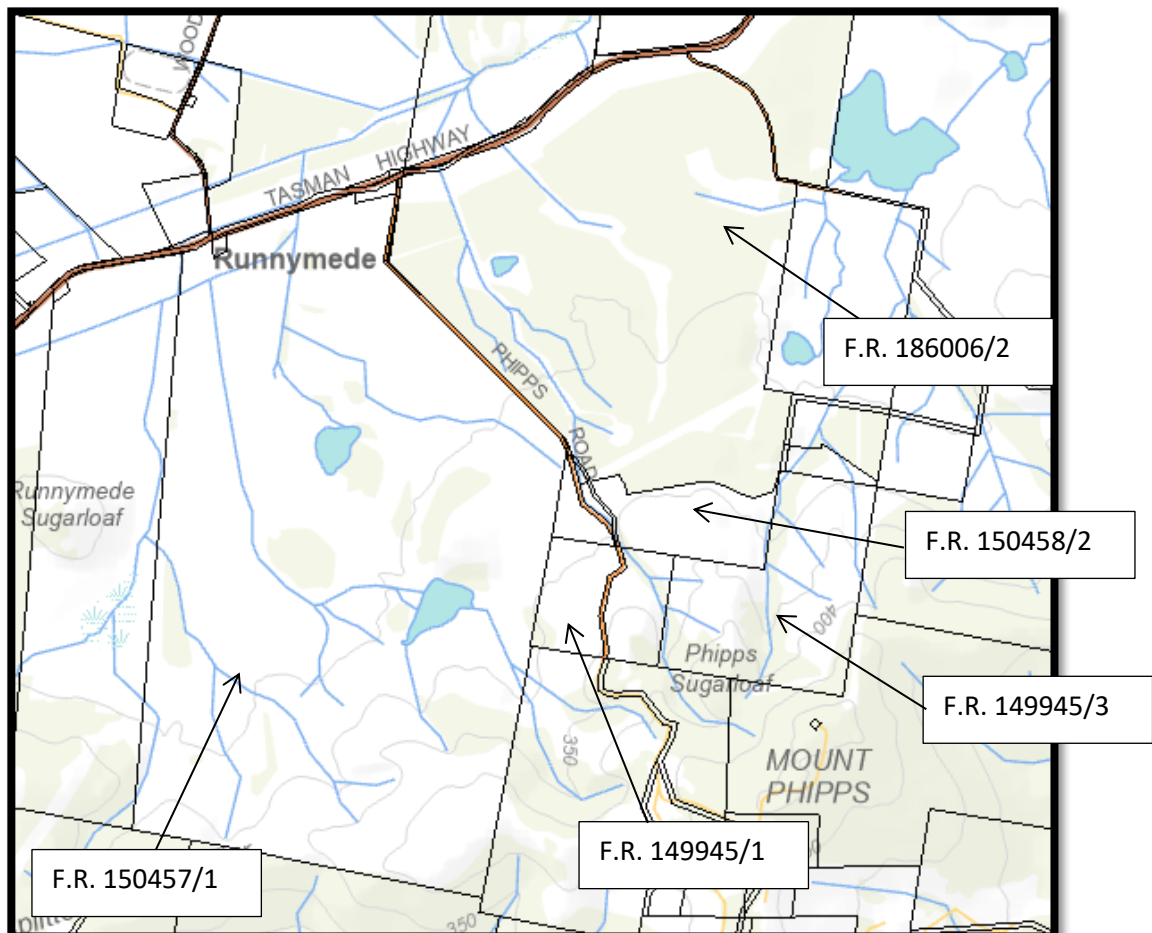 WOOD
TASMAN HIGHWAY
Runnymede
F.R. 186006/2
PHIPPS
ROAD
Runnymede
Sugarloaf
F.R. 150458/2
400
Phipps
Sugarloaf
F.R. 149945/3
350
MOUNT
PHIPPS
F.R. 149945/1
F.R. 150457/1
350